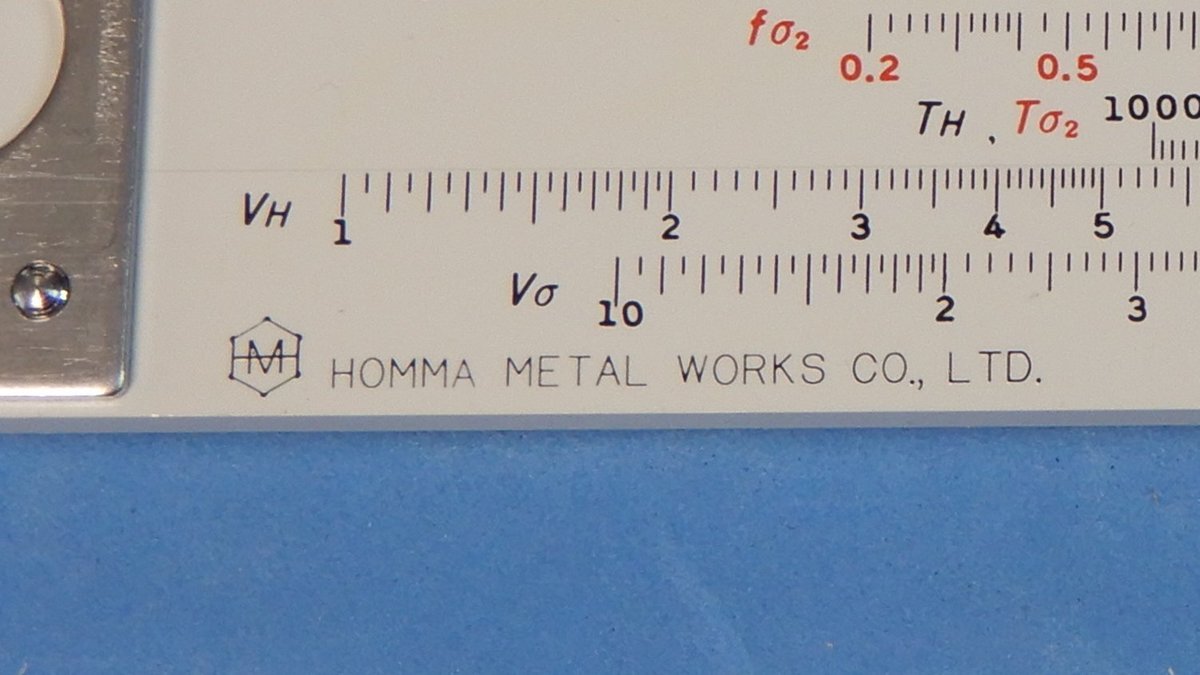 fσ₂
0.2 0.5
TH , Tσ₂ 1000
VH
1 2 3 4 5
Vσ
10 2 3
HM HOMMA METAL WORKS CO., LTD.